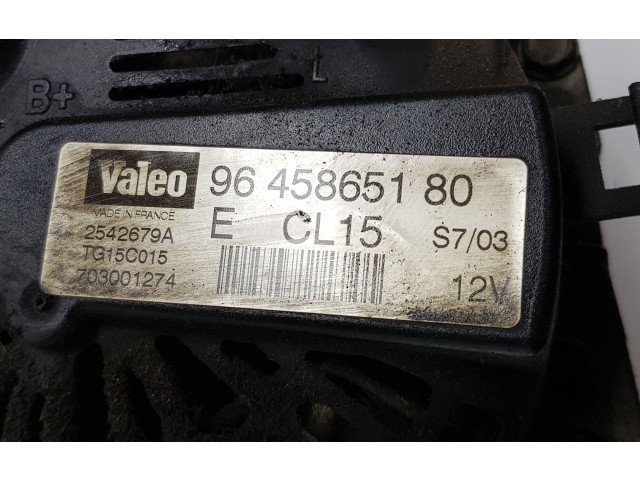 B+ L
Valeo 96 458651 80
MADE IN FRANCE E CL15 S7/03
2542679A
TG15C015
703001274 12V